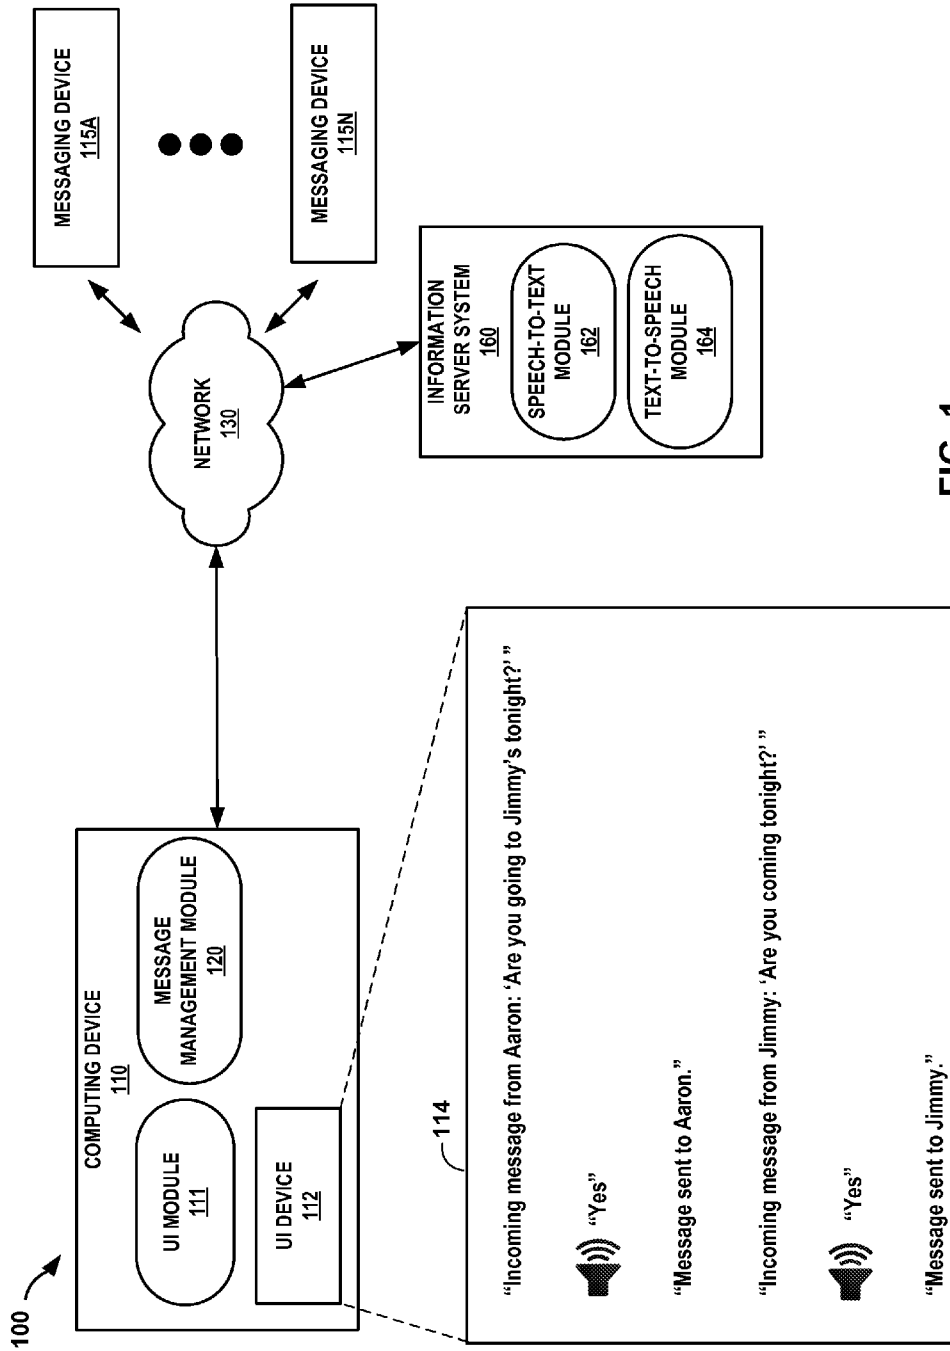 100
COMPUTING DEVICE
110
UI MODULE
111
MESSAGE
MANAGEMENT MODULE
120
UI DEVICE
112
NETWORK
130
MESSAGING DEVICE
115A
MESSAGING DEVICE
115N
INFORMATION
SERVER SYSTEM
160
SPEECH-TO-TEXT
MODULE
162
TEXT-TO-SPEECH
MODULE
164
114
“Incoming message from Aaron: ‘Are you going to Jimmy’s tonight?’ ”
“Yes”
“Message sent to Aaron.”
“Incoming message from Jimmy: ‘Are you coming tonight?’ ”
“Yes”
“Message sent to Jimmy.”
FIG. 1